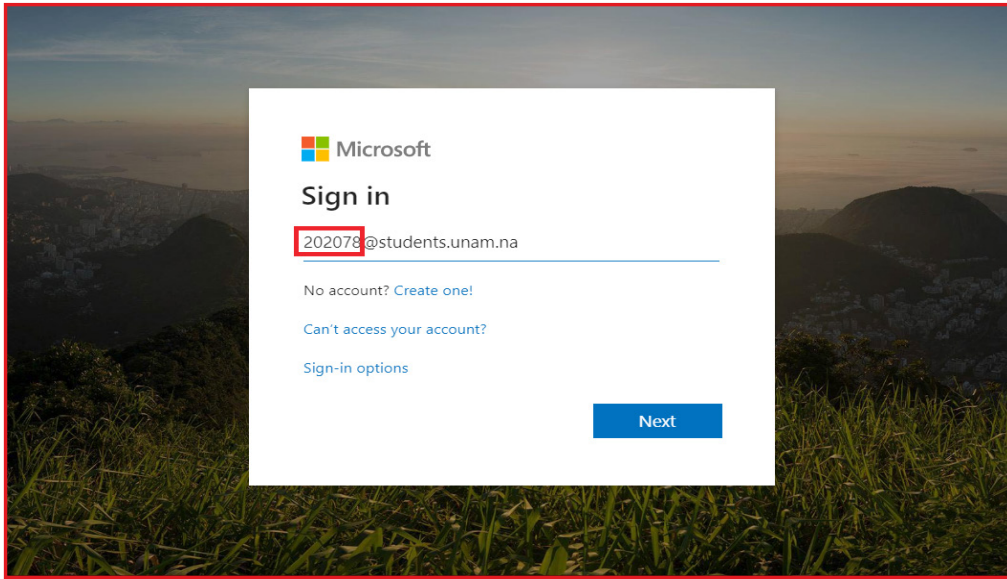 Microsoft
Sign in
202078@students.unam.na
No account? Create one!
Can't access your account?
Sign-in options
Next